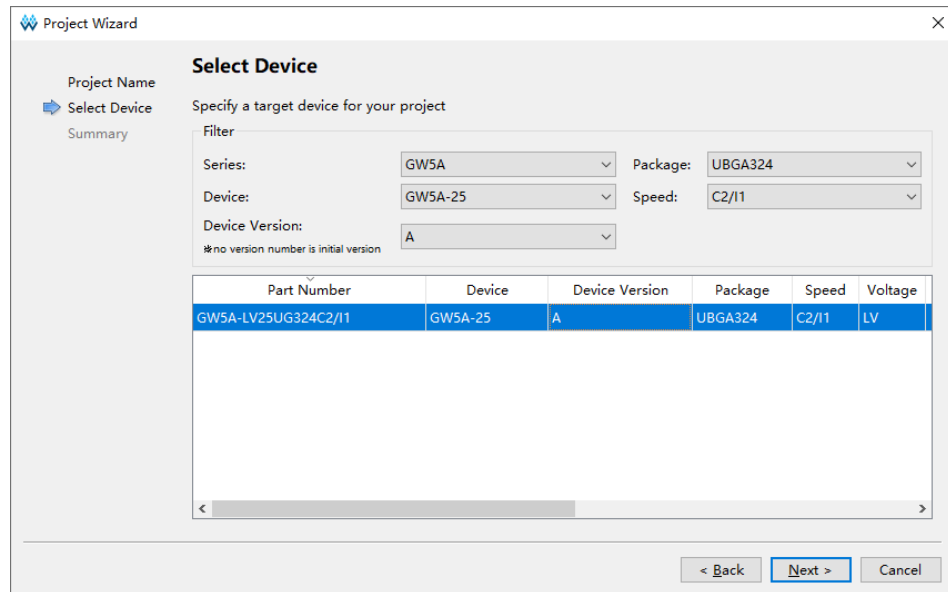 Project Wizard
Project Name
Select Device
Summary
Select Device
Specify a target device for your project
Filter
Series: GW5A Package: UBGA324
Device: GW5A-25 Speed: C2/I1
Device Version: A
※no version number is initial version
Part Number Device Device Version Package Speed Voltage
GW5A-LV25UG324C2/I1 GW5A-25 A UBGA324 C2/I1 LV
< Back Next > Cancel